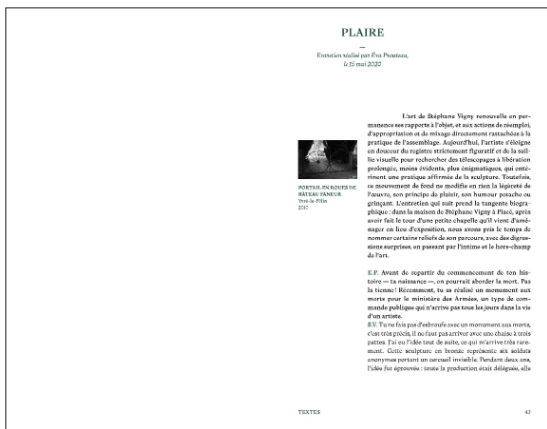 PLAIRE
—
Entretien réalisé par Éva Prouteau,
le 15 mai 2020
L'art de Stéphane Vigny renouvelle en per-
manence ses rapports à l'objet, et aux actions de réemploi,
d'appropriation et de mixage directement rattachées à la
pratique de l'assemblage. Aujourd'hui, l'artiste s'éloigne
en douceur du registre strictement figuratif et de la sail-
lie visuelle pour rechercher des télescopages à libération
prolongée, moins évidents, plus énigmatiques, qui enté-
rinent une pratique affirmée de la sculpture. Toutefois,
ce mouvement de fond ne modifie en rien la légèreté de
l'œuvre, son principe de plaisir, son humour potache ou
grinçant. L'entretien qui suit prend la tangente biogra-
phique : dans la maison de Stéphane Vigny à Placé, après
avoir fait le tour d'une petite chapelle qu'il vient d'amé-
nager en lieu d'exposition, nous avons pris le temps de
nommer certains reliefs de son parcours, avec des digres-
sions surprises, en passant par l'intime et le hors-champ
de l'art.
PORTAIL EN ROUES DE
RÂTEAU FANEUR
Yvré-le-Pôlin
2010
E.P. Avant de repartir du commencement de ton his-
toire — ta naissance —, on pourrait aborder la mort. Pas
la tienne ! Récemment, tu as réalisé un monument aux
morts pour le ministère des Armées, un type de com-
mande publique qui n'arrive pas tous les jours dans la vie
d'un artiste.
S.V. Tu ne fais pas d'esbroufe avec un monument aux morts,
c'est très précis, il ne faut pas arriver avec une chaise à trois
pattes. J'ai eu l'idée tout de suite, ce qui m'arrive très rare-
ment. Cette sculpture en bronze représente six soldats
anonymes portant un cercueil invisible. Pendant deux ans,
l'idée fut éprouvée : toute la production était déléguée, elle
TEXTES
43